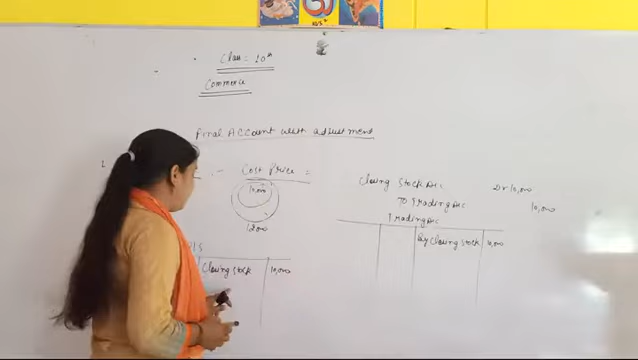 Class: 10th
Commerce
Final Account with adjustment
1
:- Cost Price =
10,000
12000
B/S
Closing stock 10,000
Closing stock A/c Dr 10,000
To Trading A/c 10,000
Trading A/c
By Closing stock 10,000